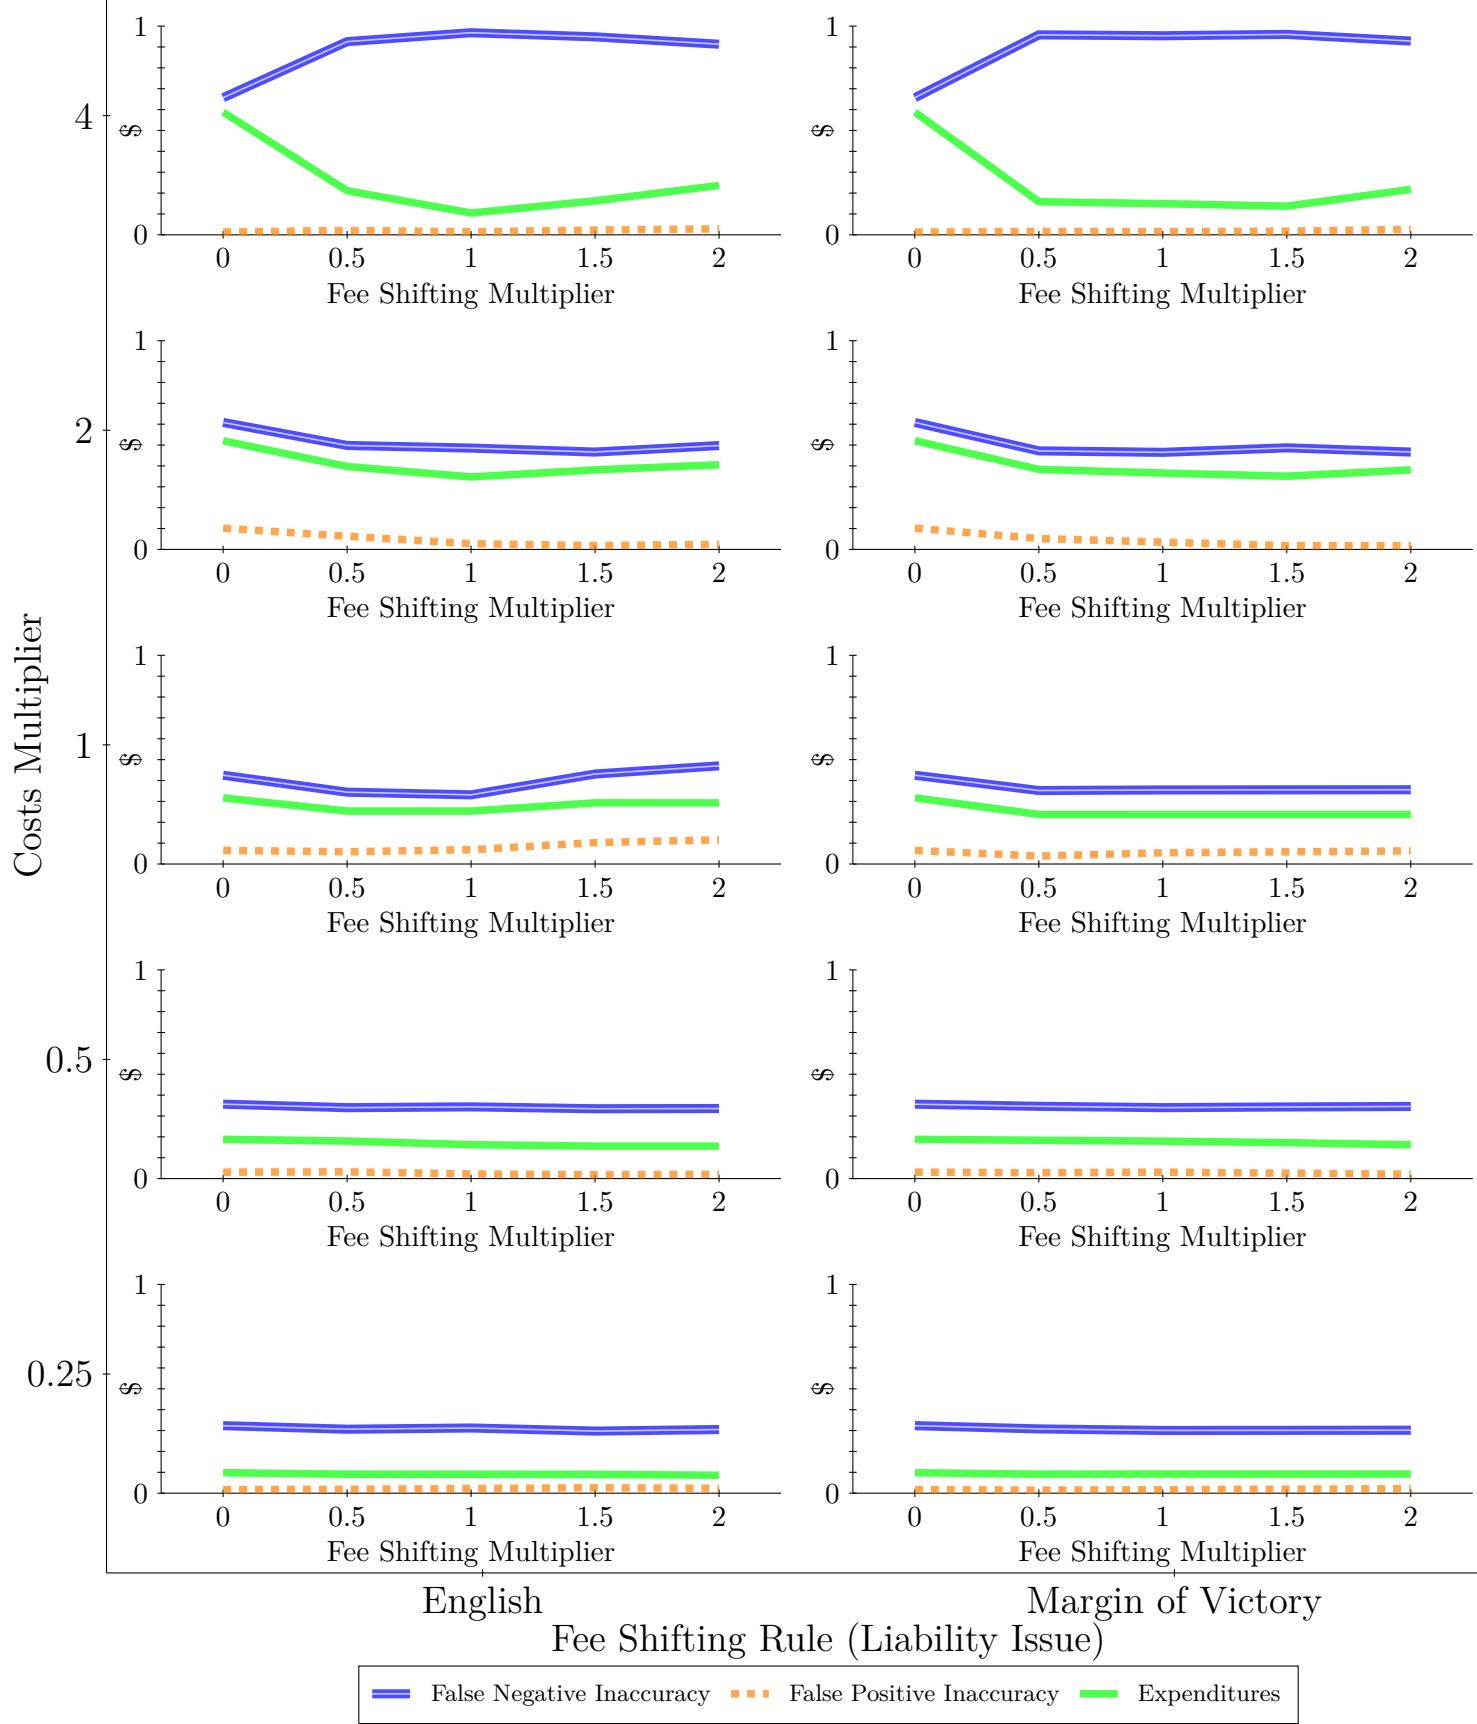 1
$
0
0 0.5 1 1.5 2
Fee Shifting Multiplier
1
$
0
0 0.5 1 1.5 2
Fee Shifting Multiplier
4
1
$
0
0 0.5 1 1.5 2
Fee Shifting Multiplier
1
$
0
0 0.5 1 1.5 2
Fee Shifting Multiplier
2
1
$
0
0 0.5 1 1.5 2
Fee Shifting Multiplier
1
$
0
0 0.5 1 1.5 2
Fee Shifting Multiplier
1
Costs Multiplier
1
$
0
0 0.5 1 1.5 2
Fee Shifting Multiplier
1
$
0
0 0.5 1 1.5 2
Fee Shifting Multiplier
0.5
1
$
0
0 0.5 1 1.5 2
Fee Shifting Multiplier
1
$
0
0 0.5 1 1.5 2
Fee Shifting Multiplier
0.25
English
Margin of Victory
Fee Shifting Rule (Liability Issue)
False Negative Inaccuracy False Positive Inaccuracy Expenditures